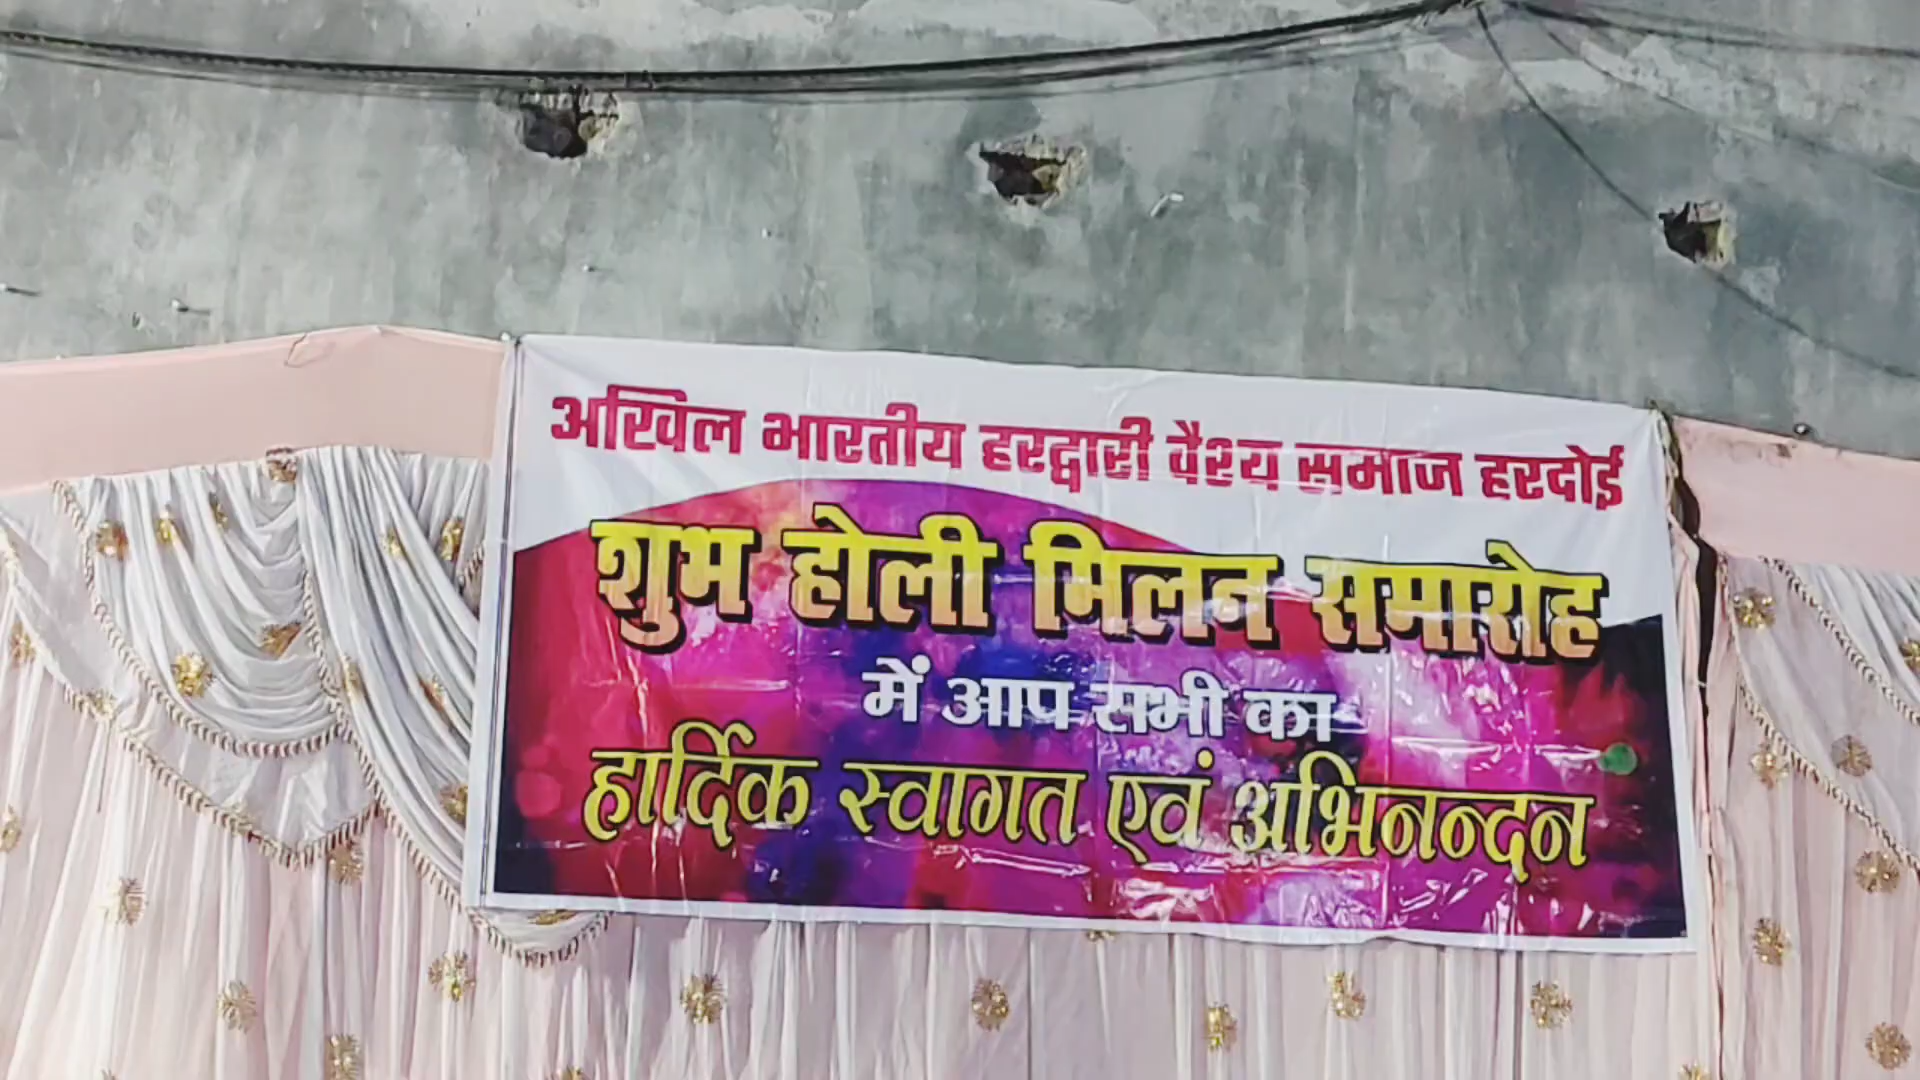 अखिल भारतीय हरद्वारी वैश्य समाज हरदोई
शुभ होली मिलन समारोह
में आप सभी का
हार्दिक स्वागत एवं अभिनन्दन